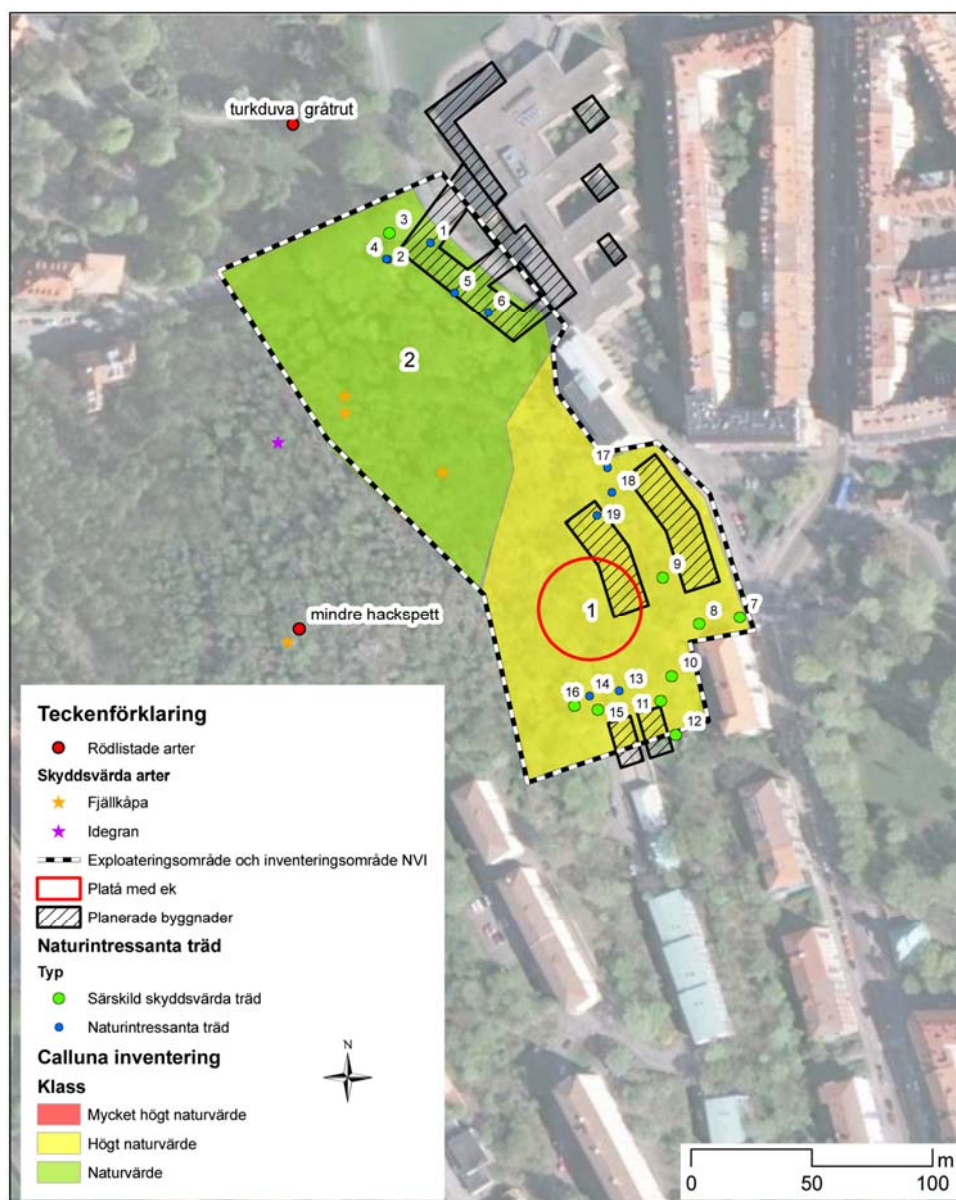 turkduva gråtrut
3
1
4
2
5
6
2
17
18
19
9
mindre hackspett
1
8
7
10
14
13
16
15
11
12
Teckenförklaring
Rödlistade arter
Skyddsvärda arter
Fjällkåpa
Idegran
Exploateringsområde och inventeringsområde NVI
Platå med ek
Planerade byggnader
Naturintressanta träd
Typ
Särskild skyddsvärda träd
Naturintressanta träd
Calluna inventering
Klass
Mycket högt naturvärde
Högt naturvärde
Naturvärde
N
m
0 50 100